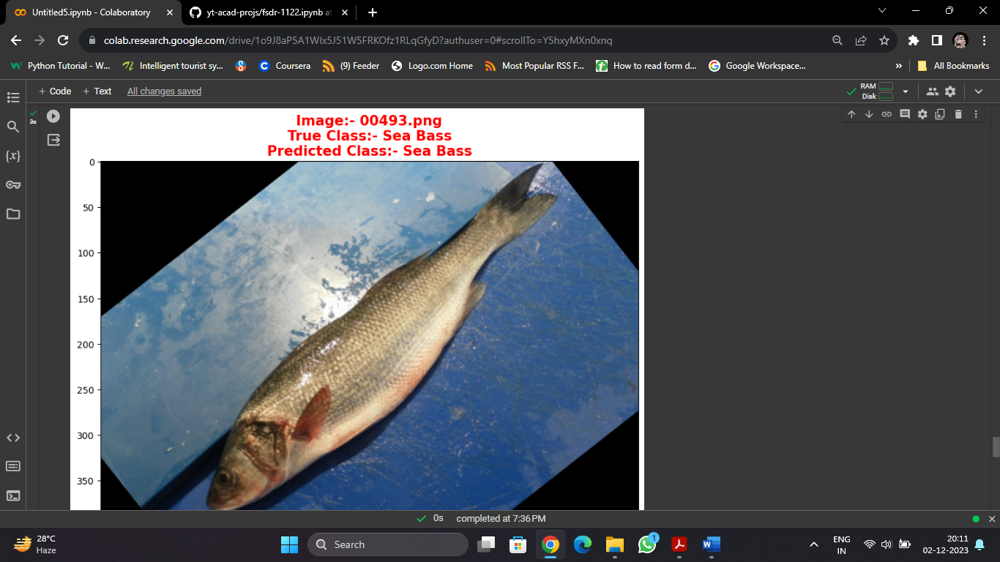 Untitled5.ipynb - Colaboratory
yt-acad-projs/fsdr-1122.ipynb at
colab.research.google.com/drive/1o9J8aP5A1Wlx5J51W5FRKOfz1RLqGfyD?authuser=0#scrollTo=Y5hxyMXn0xnq
Python Tutorial - W... Intelligent tourist sy... Coursera (9) Feeder Logo.com Home Most Popular RSS F... How to read form d... Google Workspace... » All Bookmarks
+ Code + Text All changes saved
RAM
Disk
3s
{x}
Image:- 00493.png
True Class:- Sea Bass
Predicted Class:- Sea Bass
0
50
100
150
200
250
300
350
0s completed at 7:36 PM
28°C
Haze
Search
1
ENG
IN
20:11
02-12-2023